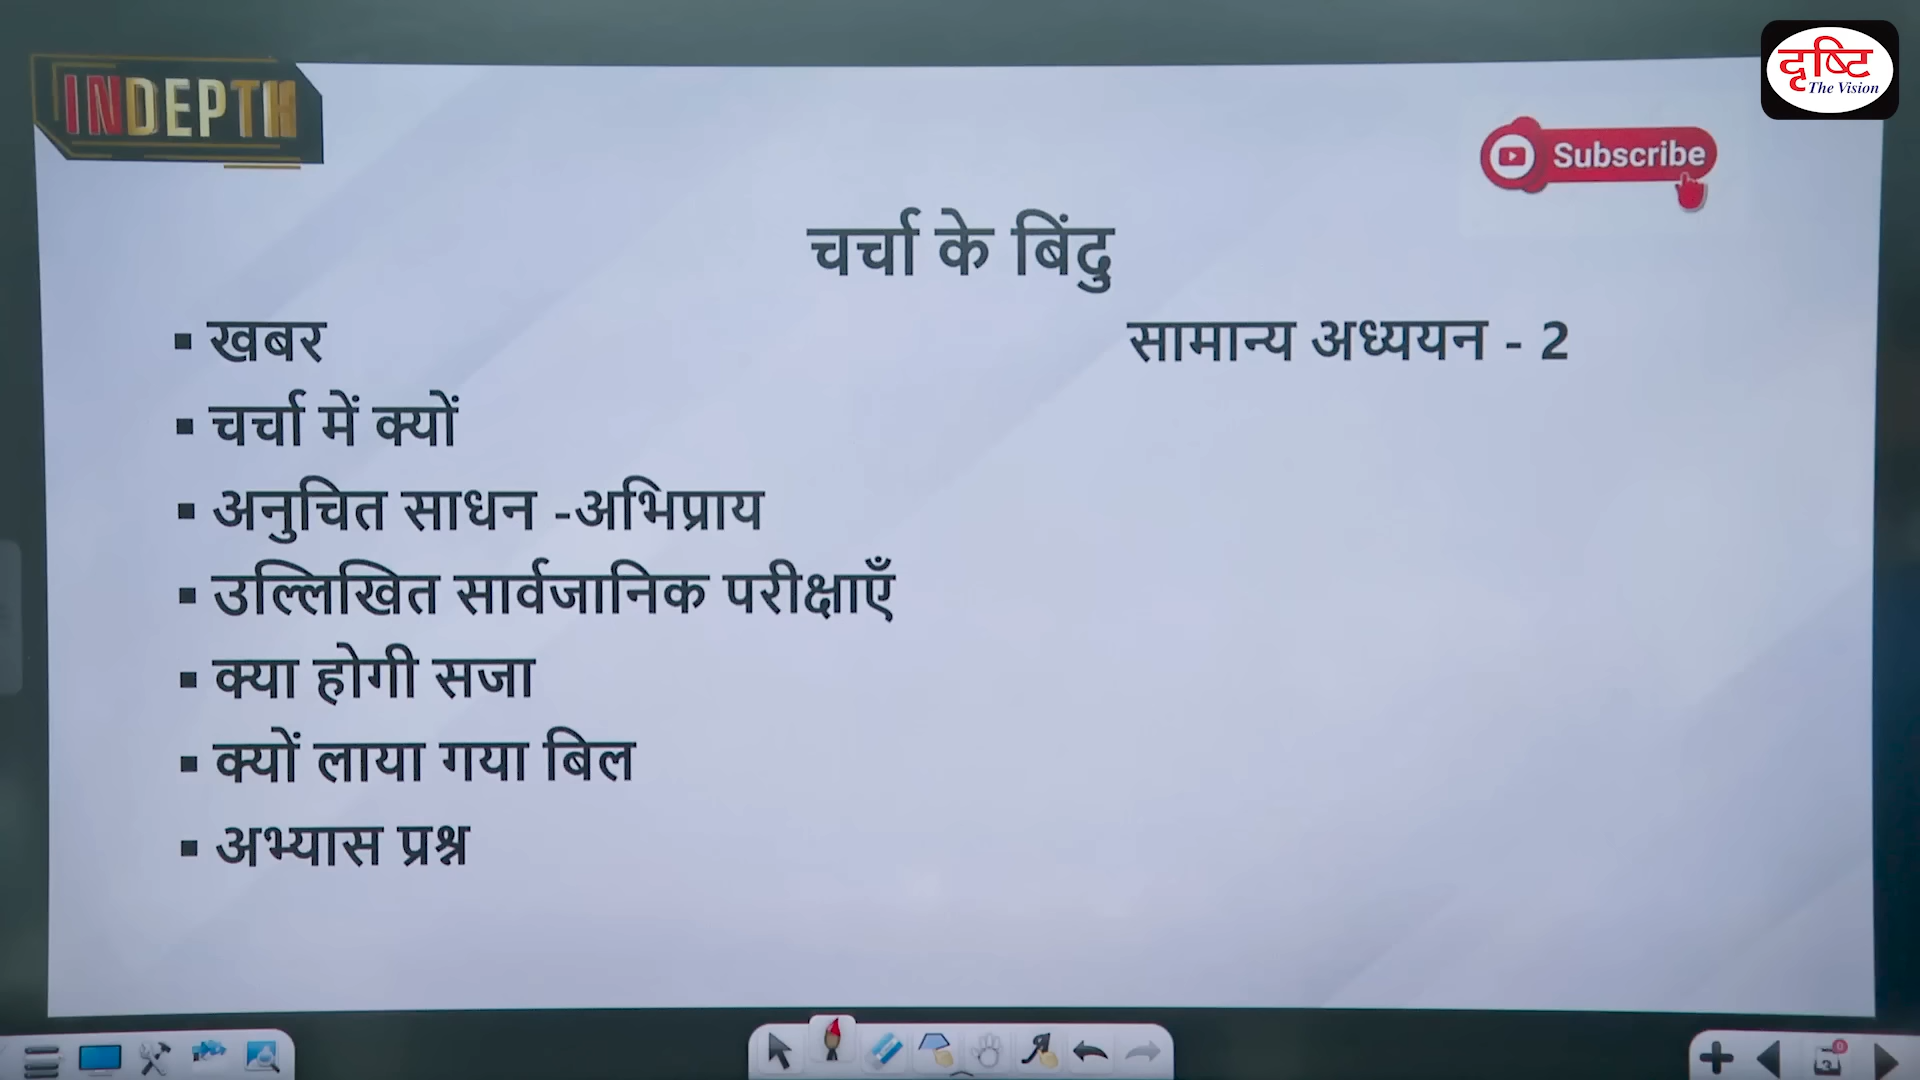 INDEPTH
दृष्टि
The Vision
Subscribe
चर्चा के बिंदु
▪ खबर
सामान्य अध्ययन - 2
▪ चर्चा में क्यों
▪ अनुचित साधन -अभिप्राय
▪ उल्लिखित सार्वजानिक परीक्षाएँ
▪ क्या होगी सजा
▪ क्यों लाया गया बिल
▪ अभ्यास प्रश्न